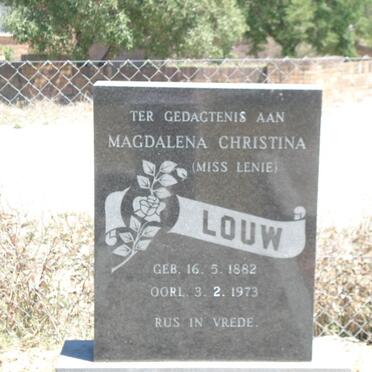 TER GEDAGTENIS AAN
MAGDALENA CHRISTINA
(MISS LENIE)
LOUW
GEB. 16. 5. 1882
OORL. 3. 2. 1973
RUS IN VREDE.